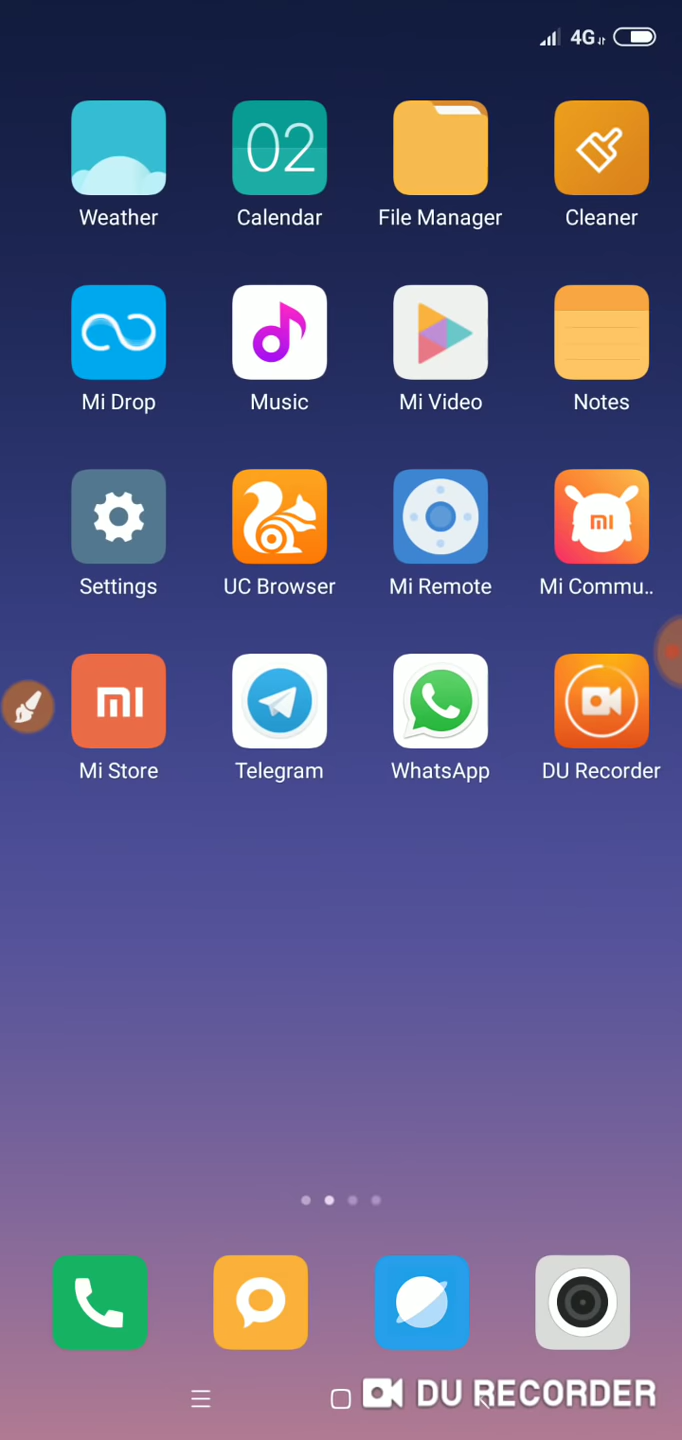 4G
02
Weather
Calendar
File Manager
Cleaner
Mi Drop
Music
Mi Video
Notes
mi
Settings
UC Browser
Mi Remote
Mi Commu..
mi
Mi Store
Telegram
WhatsApp
DU Recorder
DU RECORDER